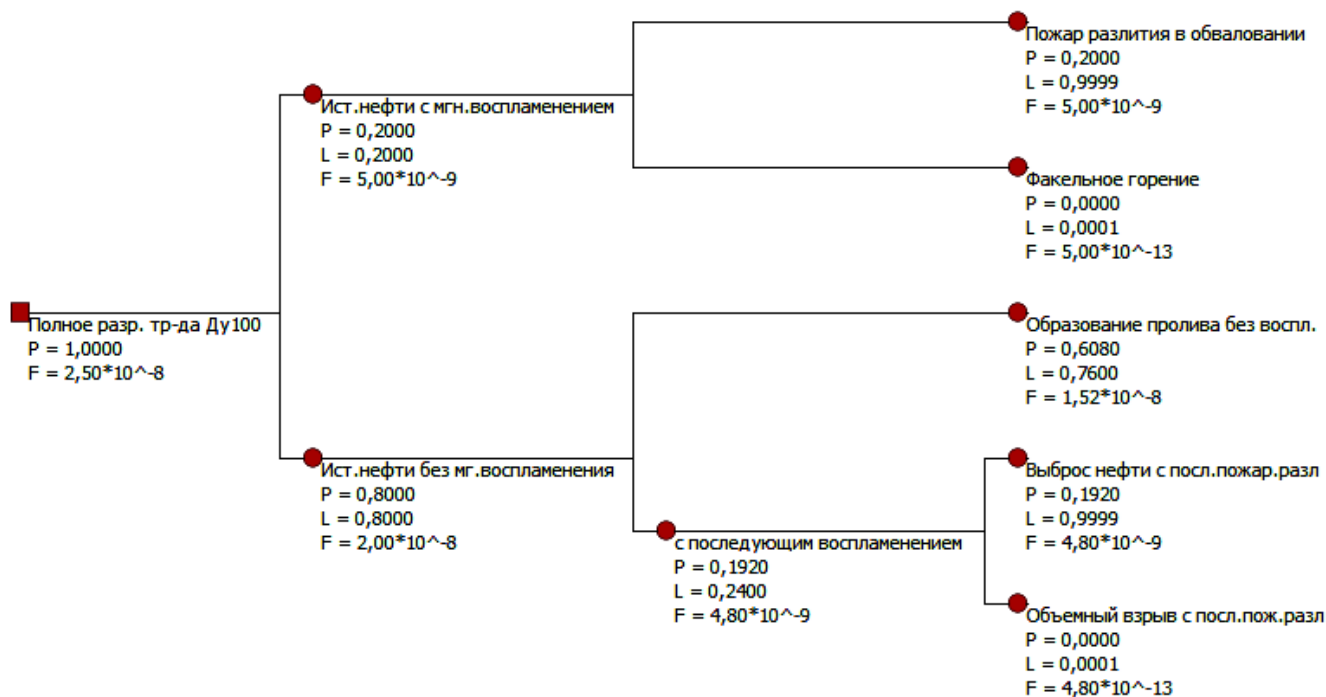 Пожар разлития в обваловании
P = 0,2000
L = 0,9999
F = 5,00*10^-9
Ист.нефти с мгн.воспламенением
P = 0,2000
L = 0,2000
F = 5,00*10^-9
Факельное горение
P = 0,0000
L = 0,0001
F = 5,00*10^-13
Полное разр. тр-да Ду100
P = 1,0000
F = 2,50*10^-8
Образование пролива без воспл.
P = 0,6080
L = 0,7600
F = 1,52*10^-8
Ист.нефти без мг.воспламенения
P = 0,8000
L = 0,8000
F = 2,00*10^-8
Выброс нефти с посл.пожар.разл
P = 0,1920
L = 0,9999
F = 4,80*10^-9
с последующим воспламенением
P = 0,1920
L = 0,2400
F = 4,80*10^-9
Объемный взрыв с посл.пож.разл
P = 0,0000
L = 0,0001
F = 4,80*10^-13